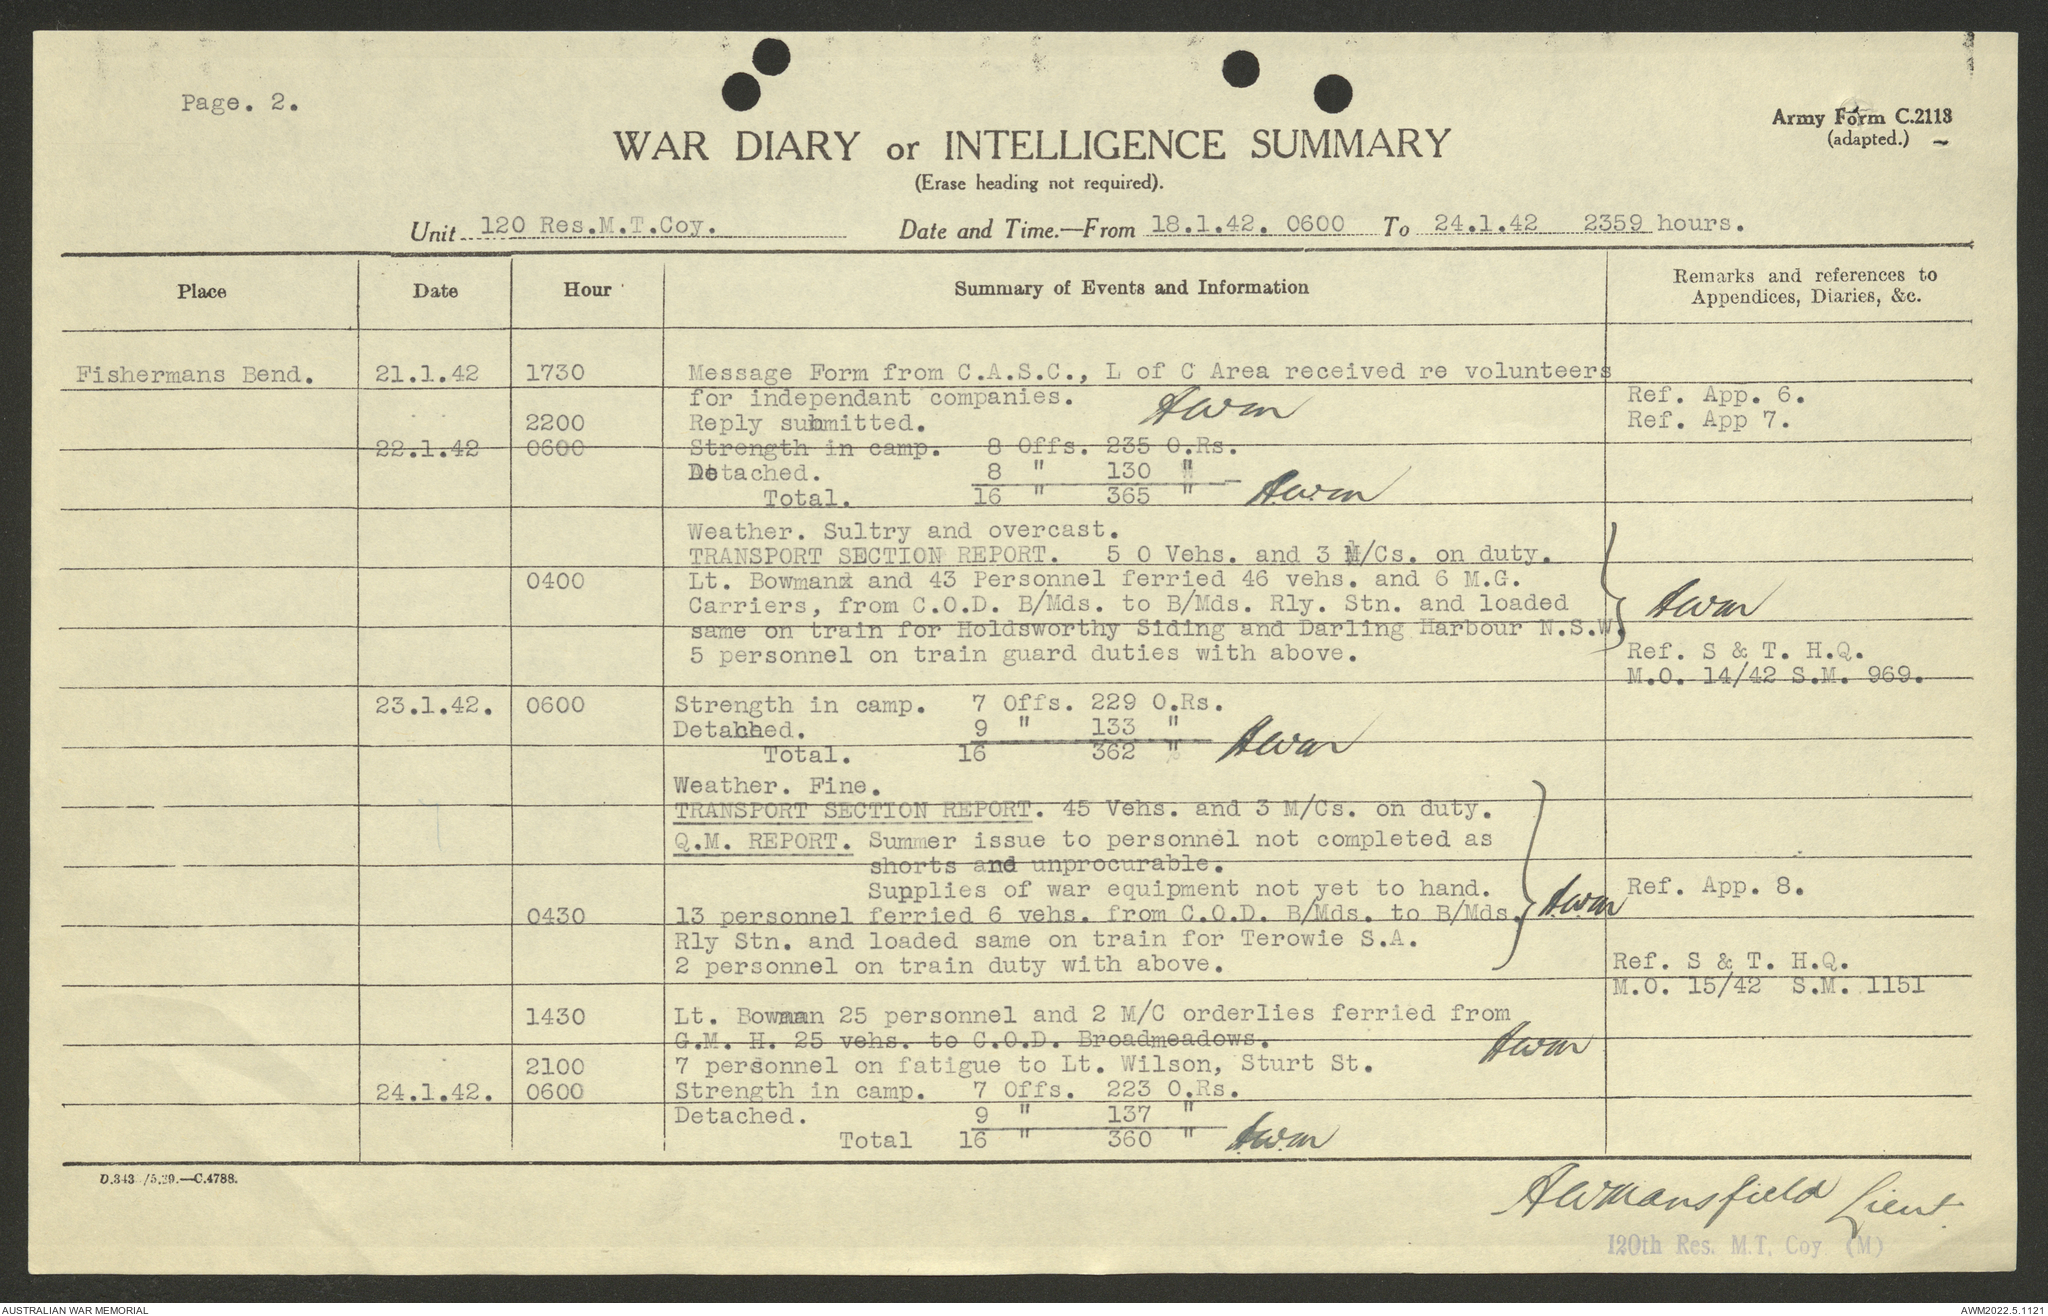 Page. 2.
Army Form C.2118
(adapted.)
WAR DIARY or INTELLIGENCE SUMMARY
(Erase heading not required).
Unit 120 Res.M.T.Coy. Date and Time.—From 18.1.42. 0600 To 24.1.42 2359 hours.
Place Date Hour Summary of Events and Information Remarks and references to
Appendices, Diaries, &c.
Fishermans Bend. 21.1.42 1730 Message Form from C.A.S.C., L of C Area received re volunteers
for independant companies. Ref. App. 6.
2200 Reply submitted. AWM Ref. App 7.
22.1.42 0600 Strength in camp. 8 Offs. 235 O.Rs.
Detached. 8 " 130 "
Total. 16 " 365 " AWM
Weather. Sultry and overcast.
TRANSPORT SECTION REPORT. 5 0 Vehs. and 3 M/Cs. on duty.
0400 Lt. Bowman and 43 Personnel ferried 46 vehs. and 6 M.G.
Carriers, from C.O.D. B/Mds. to B/Mds. Rly. Stn. and loaded AWM
same on train for Holdsworthy Siding and Darling Harbour N.S.W.
5 personnel on train guard duties with above. Ref. S & T. H.Q.
M.O. 14/42 S.M. 969.
23.1.42. 0600 Strength in camp. 7 Offs. 229 O.Rs.
Detached. 9 " 133 "
Total. 16 362 " AWM
Weather. Fine.
TRANSPORT SECTION REPORT. 45 Vehs. and 3 M/Cs. on duty.
Q.M. REPORT. Summer issue to personnel not completed as
shorts are unprocurable.
Supplies of war equipment not yet to hand. Ref. App. 8.
0430 13 personnel ferried 6 vehs. from C.O.D. B/Mds. to B/Mds. AWM
Rly Stn. and loaded same on train for Terowie S.A.
2 personnel on train duty with above. Ref. S & T. H.Q.
M.O. 15/42 S.M. 1151
1430 Lt. Bowman 25 personnel and 2 M/C orderlies ferried from
G.M. H. 25 vehs. to C.O.D. Broadmeadows. AWM
2100 7 personnel on fatigue to Lt. Wilson, Sturt St.
24.1.42. 0600 Strength in camp. 7 Offs. 223 O.Rs.
Detached. 9 " 137 "
Total 16 " 360 " AWM
D.343 /5.39.—C.4788.
AWMansfield Lieut.
120th Res. M.T. Coy (M)
AUSTRALIAN WAR MEMORIAL
AWM2022.5.1121